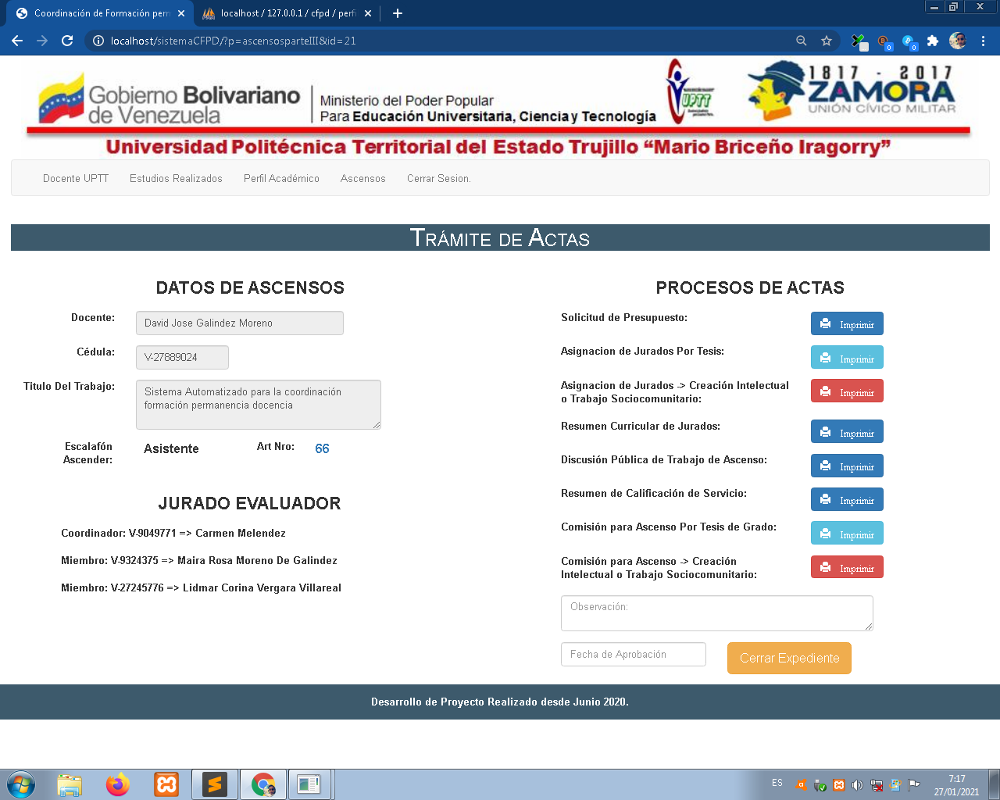 Coordinación de Formación perm
localhost / 127.0.0.1 / cfpd / perfi
localhost/sistemaCFPD/?p=ascensosparteIII&id=21
0
0
Gobierno Bolivariano
de Venezuela
Ministerio del Poder Popular
Para Educación Universitaria, Ciencia y Tecnología
UPTT
1817 - 2017
ZAMORA
UNIÓN CÍVICO MILITAR
Universidad Politécnica Territorial del Estado Trujillo “Mario Briceño Iragorry”
Docente UPTT
Estudios Realizados
Perfil Académico
Ascensos
Cerrar Sesion.
Trámite de Actas
DATOS DE ASCENSOS
Docente:
David Jose Galindez Moreno
Cédula:
V-27889024
Titulo Del Trabajo:
Sistema Automatizado para la coordinación
formación permanencia docencia
Escalafón
Ascender:
Asistente
Art Nro:
66
JURADO EVALUADOR
Coordinador: V-9049771 => Carmen Melendez
Miembro: V-9324375 => Maira Rosa Moreno De Galindez
Miembro: V-27245776 => Lidmar Corina Vergara Villareal
PROCESOS DE ACTAS
Solicitud de Presupuesto:
Imprimir
Asignacion de Jurados Por Tesis:
Imprimir
Asignacion de Jurados -> Creación Intelectual
o Trabajo Sociocomunitario:
Imprimir
Resumen Curricular de Jurados:
Imprimir
Discusión Pública de Trabajo de Ascenso:
Imprimir
Resumen de Calificación de Servicio:
Imprimir
Comisión para Ascenso Por Tesis de Grado:
Imprimir
Comisión para Ascenso -> Creación
Intelectual o Trabajo Sociocomunitario:
Imprimir
Observación:
Fecha de Aprobación
Cerrar Expediente
Desarrollo de Proyecto Realizado desde Junio 2020.
ES
7:17
27/01/2021